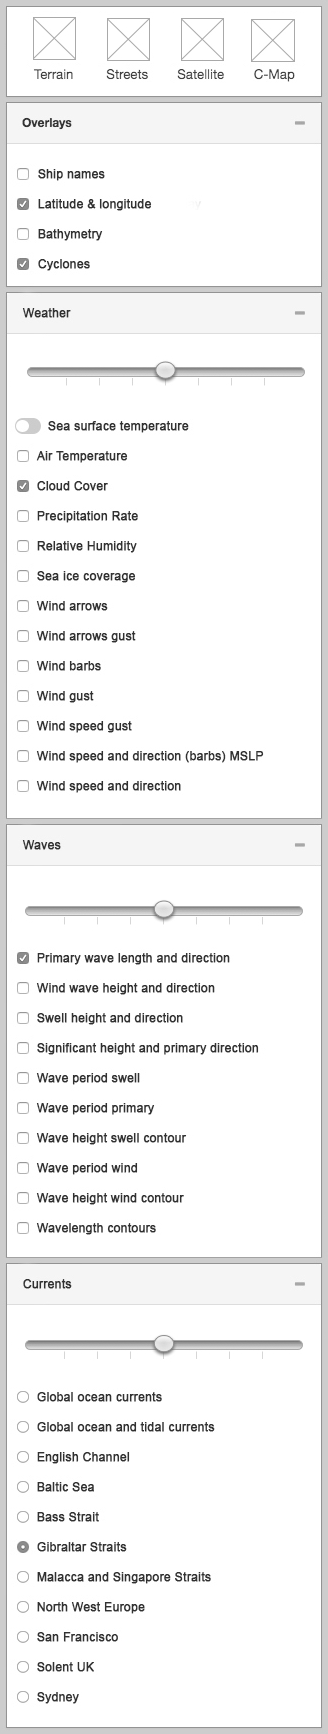 Terrain Streets Satellite C-Map
Overlays
Ship names
Latitude & longitude
Bathymetry
Cyclones
Weather
Sea surface temperature
Air Temperature
Cloud Cover
Precipitation Rate
Relative Humidity
Sea ice coverage
Wind arrows
Wind arrows gust
Wind barbs
Wind gust
Wind speed gust
Wind speed and direction (barbs) MSLP
Wind speed and direction
Waves
Primary wave length and direction
Wind wave height and direction
Swell height and direction
Significant height and primary direction
Wave period swell
Wave period primary
Wave height swell contour
Wave period wind
Wave height wind contour
Wavelength contours
Currents
Global ocean currents
Global ocean and tidal currents
English Channel
Baltic Sea
Bass Strait
Gibraltar Straits
Malacca and Singapore Straits
North West Europe
San Francisco
Solent UK
Sydney